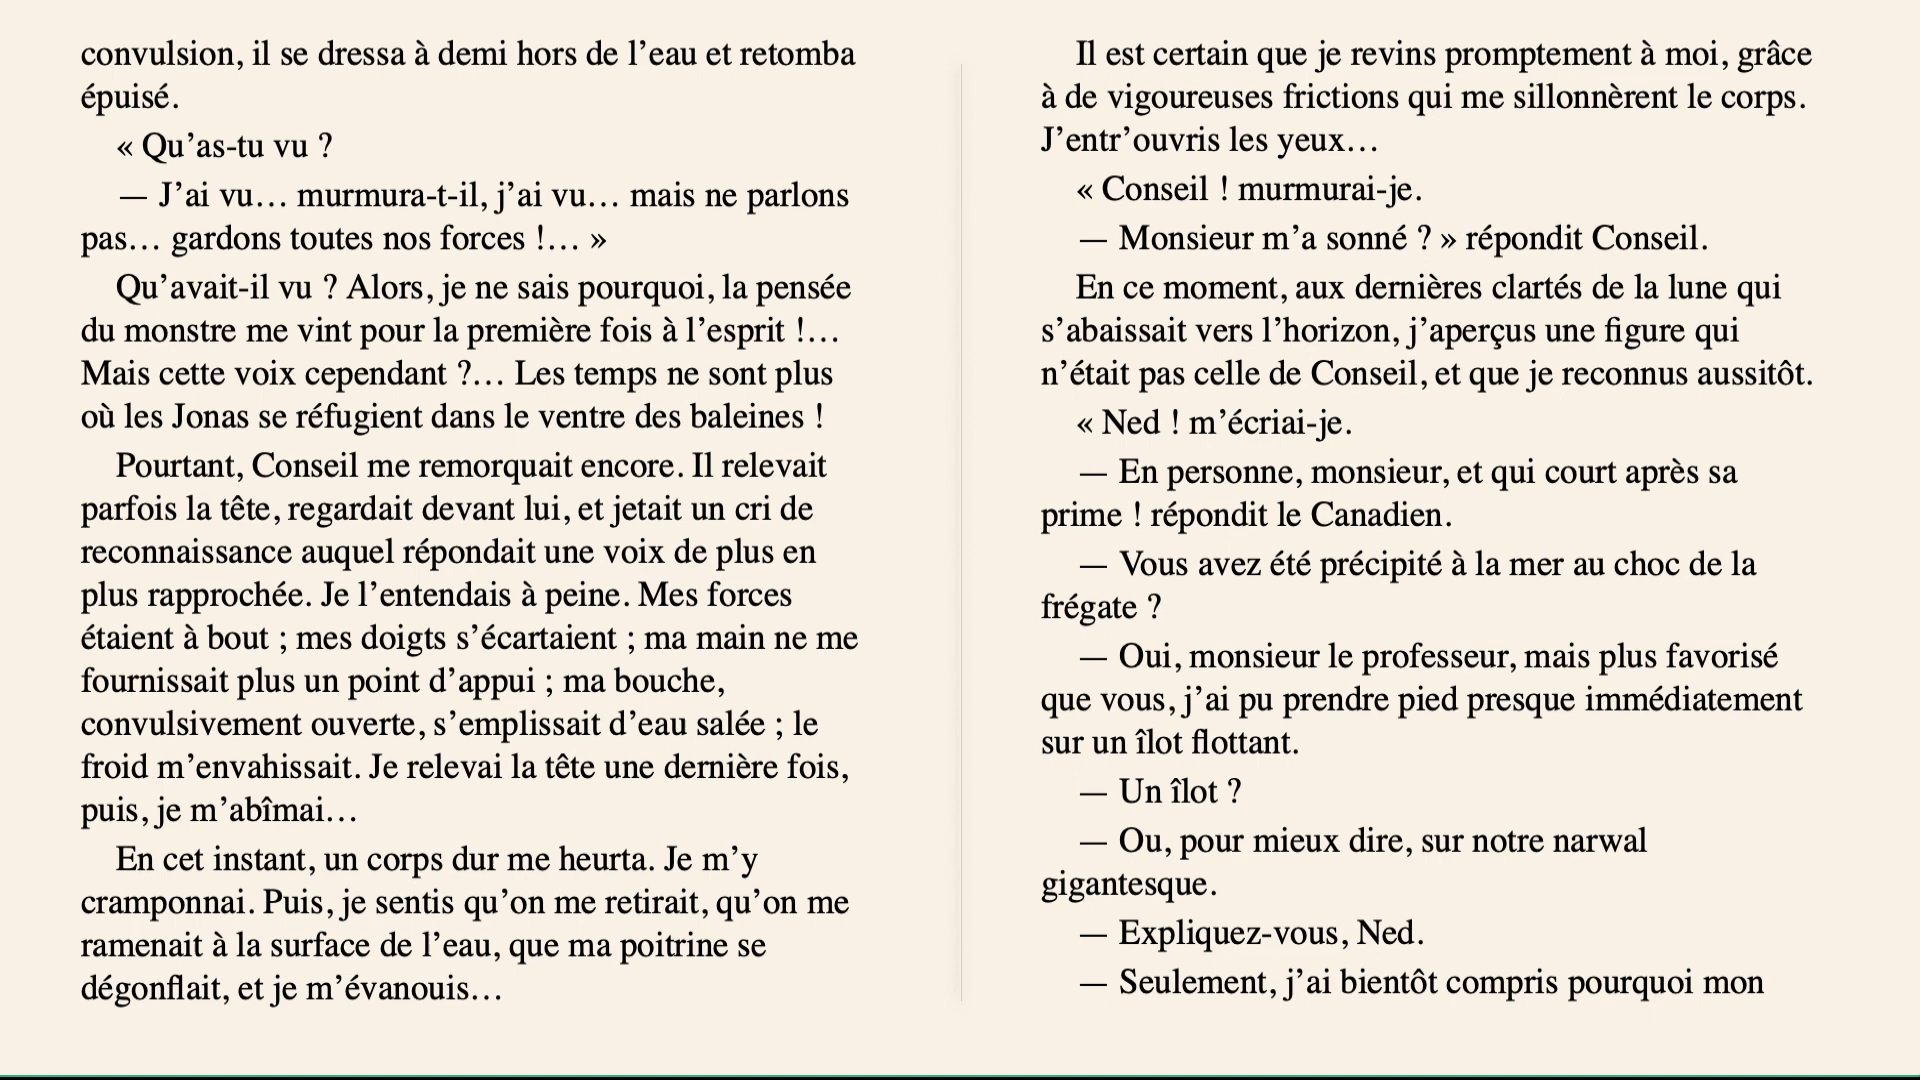 convulsion, il se dressa à demi hors de l’eau et retomba
épuisé.
« Qu’as-tu vu ?
— J’ai vu… murmura-t-il, j’ai vu… mais ne parlons
pas… gardons toutes nos forces !… »
Qu’avait-il vu ? Alors, je ne sais pourquoi, la pensée
du monstre me vint pour la première fois à l’esprit !…
Mais cette voix cependant ?… Les temps ne sont plus
où les Jonas se réfugient dans le ventre des baleines !
Pourtant, Conseil me remorquait encore. Il relevait
parfois la tête, regardait devant lui, et jetait un cri de
reconnaissance auquel répondait une voix de plus en
plus rapprochée. Je l’entendais à peine. Mes forces
étaient à bout ; mes doigts s’écartaient ; ma main ne me
fournissait plus un point d’appui ; ma bouche,
convulsivement ouverte, s’emplissait d’eau salée ; le
froid m’envahissait. Je relevai la tête une dernière fois,
puis, je m’abîmai…
En cet instant, un corps dur me heurta. Je m’y
cramponnai. Puis, je sentis qu’on me retirait, qu’on me
ramenait à la surface de l’eau, que ma poitrine se
dégonflait, et je m’évanouis…
Il est certain que je revins promptement à moi, grâce
à de vigoureuses frictions qui me sillonnèrent le corps.
J’entr’ouvris les yeux…
« Conseil ! murmurai-je.
— Monsieur m’a sonné ? » répondit Conseil.
En ce moment, aux dernières clartés de la lune qui
s’abaissait vers l’horizon, j’aperçus une figure qui
n’était pas celle de Conseil, et que je reconnus aussitôt.
« Ned ! m’écriai-je.
— En personne, monsieur, et qui court après sa
prime ! répondit le Canadien.
— Vous avez été précipité à la mer au choc de la
frégate ?
— Oui, monsieur le professeur, mais plus favorisé
que vous, j’ai pu prendre pied presque immédiatement
sur un îlot flottant.
— Un îlot ?
— Ou, pour mieux dire, sur notre narwal
gigantesque.
— Expliquez-vous, Ned.
— Seulement, j’ai bientôt compris pourquoi mon